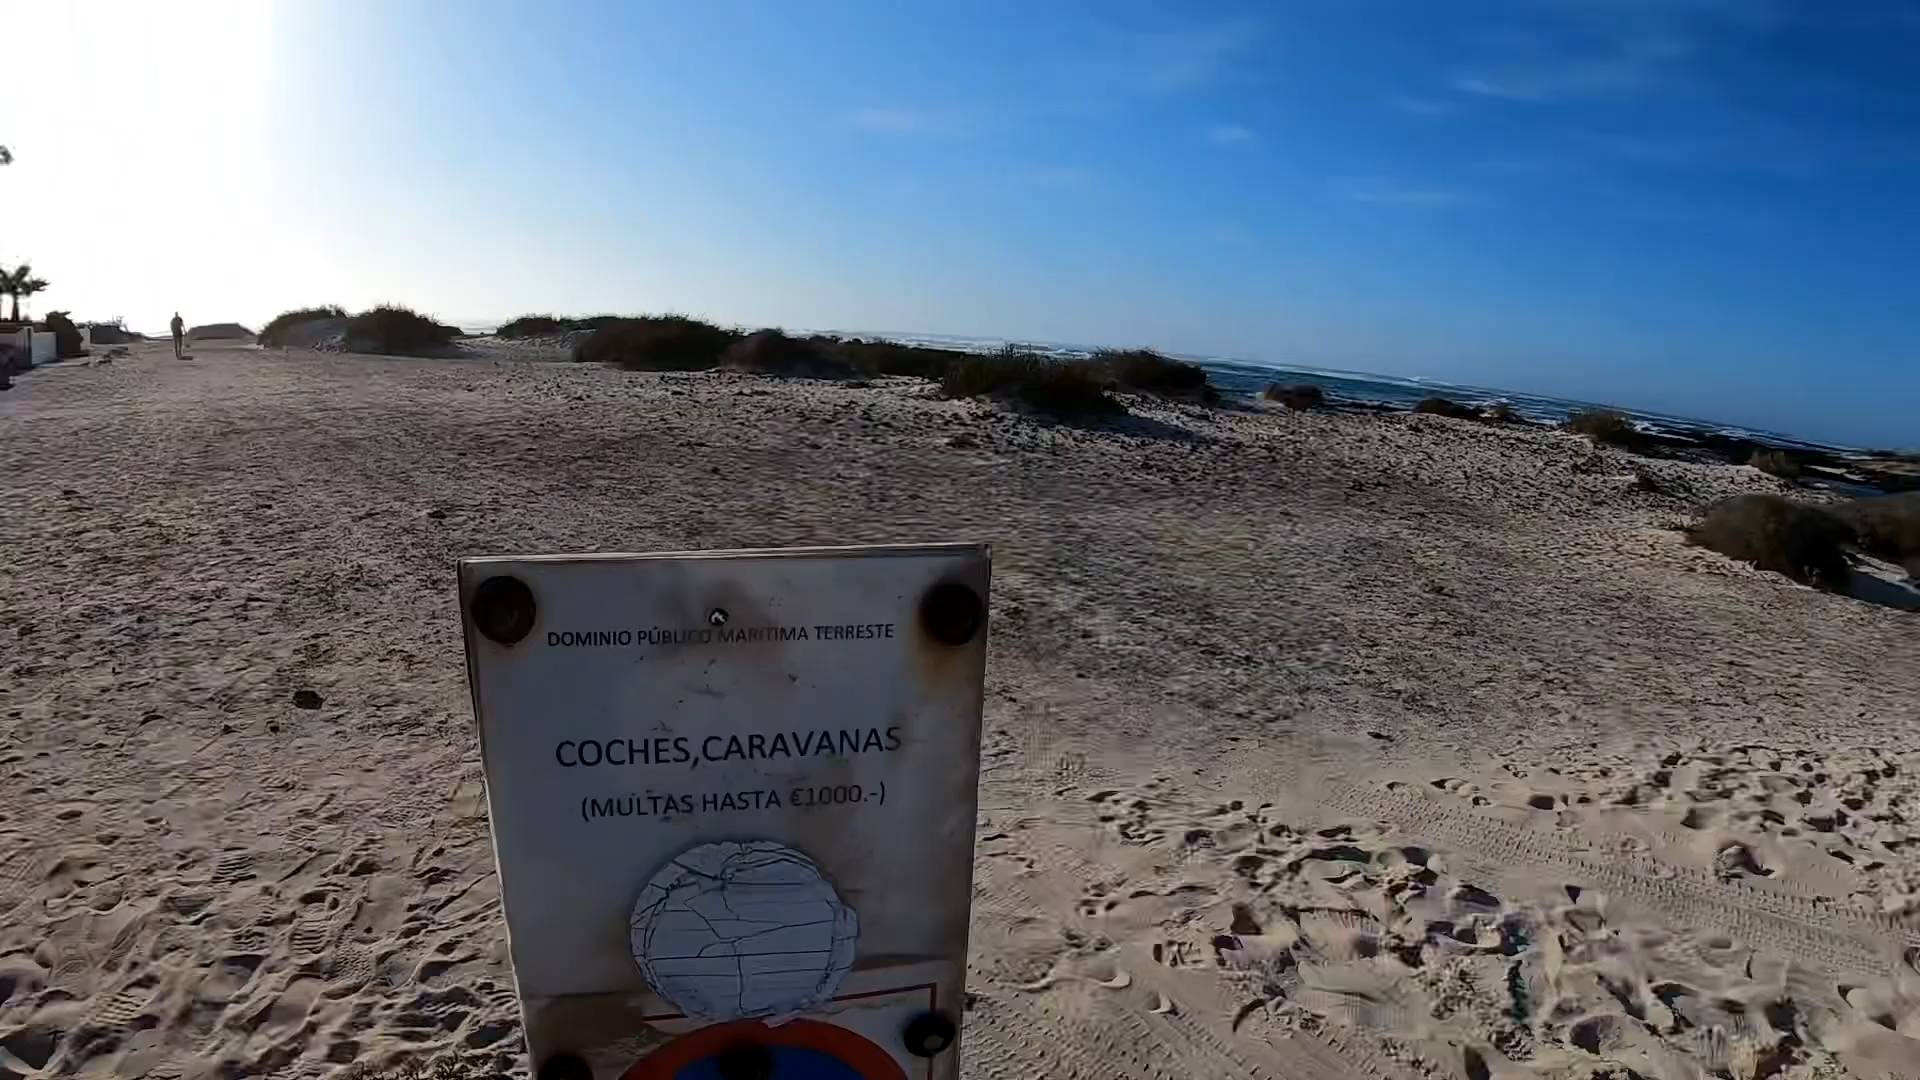 DOMINIO PÚBLICO MARITIMA TERRESTE
COCHES,CARAVANAS
(MULTAS HASTA €1000.-)